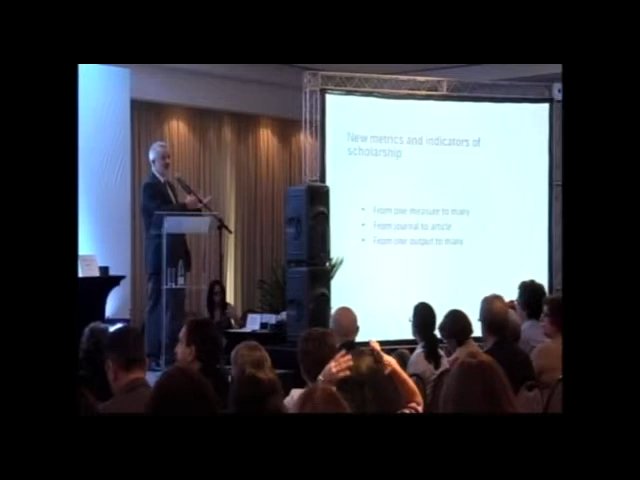 New metrics and indicators of
scholarship
• From one measure to many
• From journal to article
• From one output to many